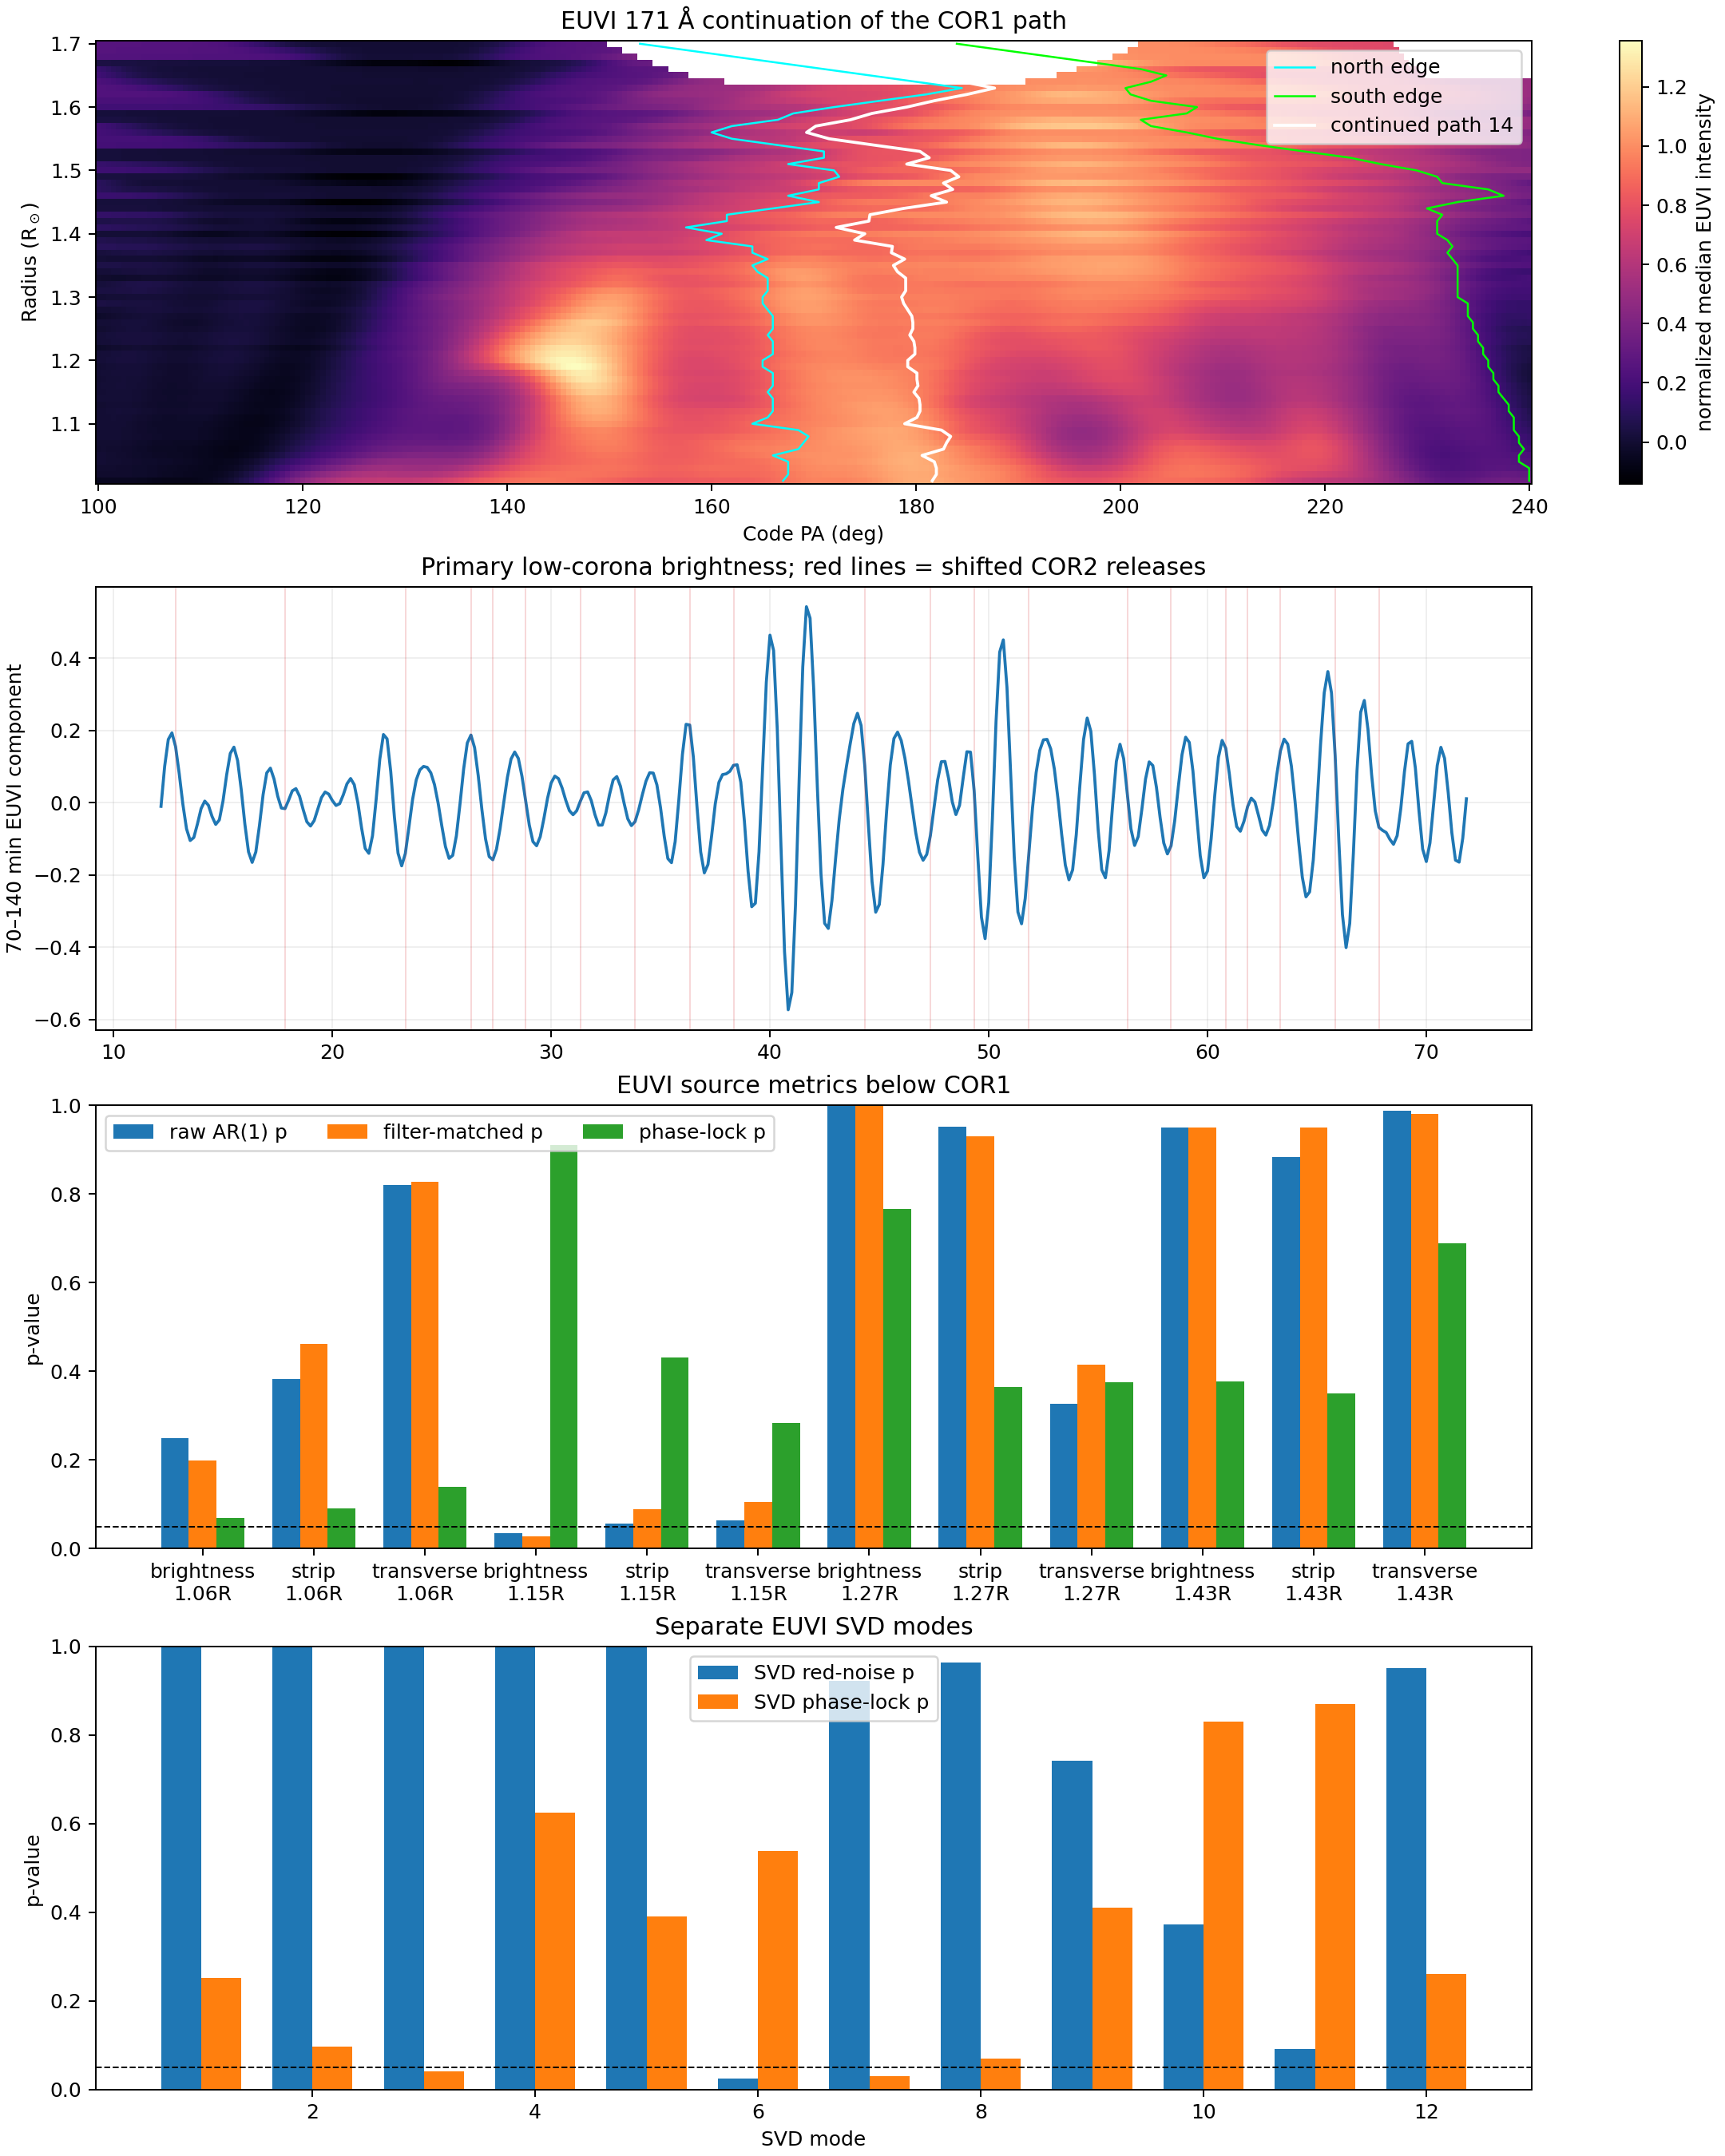 EUVI 171 Å continuation of the COR1 path
1.7
1.6
1.5
1.4
1.3
1.2
1.1
Radius (R⊙)
north edge
south edge
continued path 14
100 120 140 160 180 200 220 240
Code PA (deg)
1.2
1.0
0.8
0.6
0.4
0.2
0.0
normalized median EUVI intensity
Primary low-corona brightness; red lines = shifted COR2 releases
0.4
0.2
0.0
−0.2
−0.4
−0.6
70–140 min EUVI component
10 20 30 40 50 60 70
EUVI source metrics below COR1
1.0
0.8
0.6
0.4
0.2
0.0
p-value
raw AR(1) p filter-matched p phase-lock p
brightness strip transverse brightness strip transverse brightness strip transverse brightness strip transverse
1.06R 1.06R 1.06R 1.15R 1.15R 1.15R 1.27R 1.27R 1.27R 1.43R 1.43R 1.43R
Separate EUVI SVD modes
1.0
0.8
0.6
0.4
0.2
0.0
p-value
SVD red-noise p
SVD phase-lock p
2 4 6 8 10 12
SVD mode